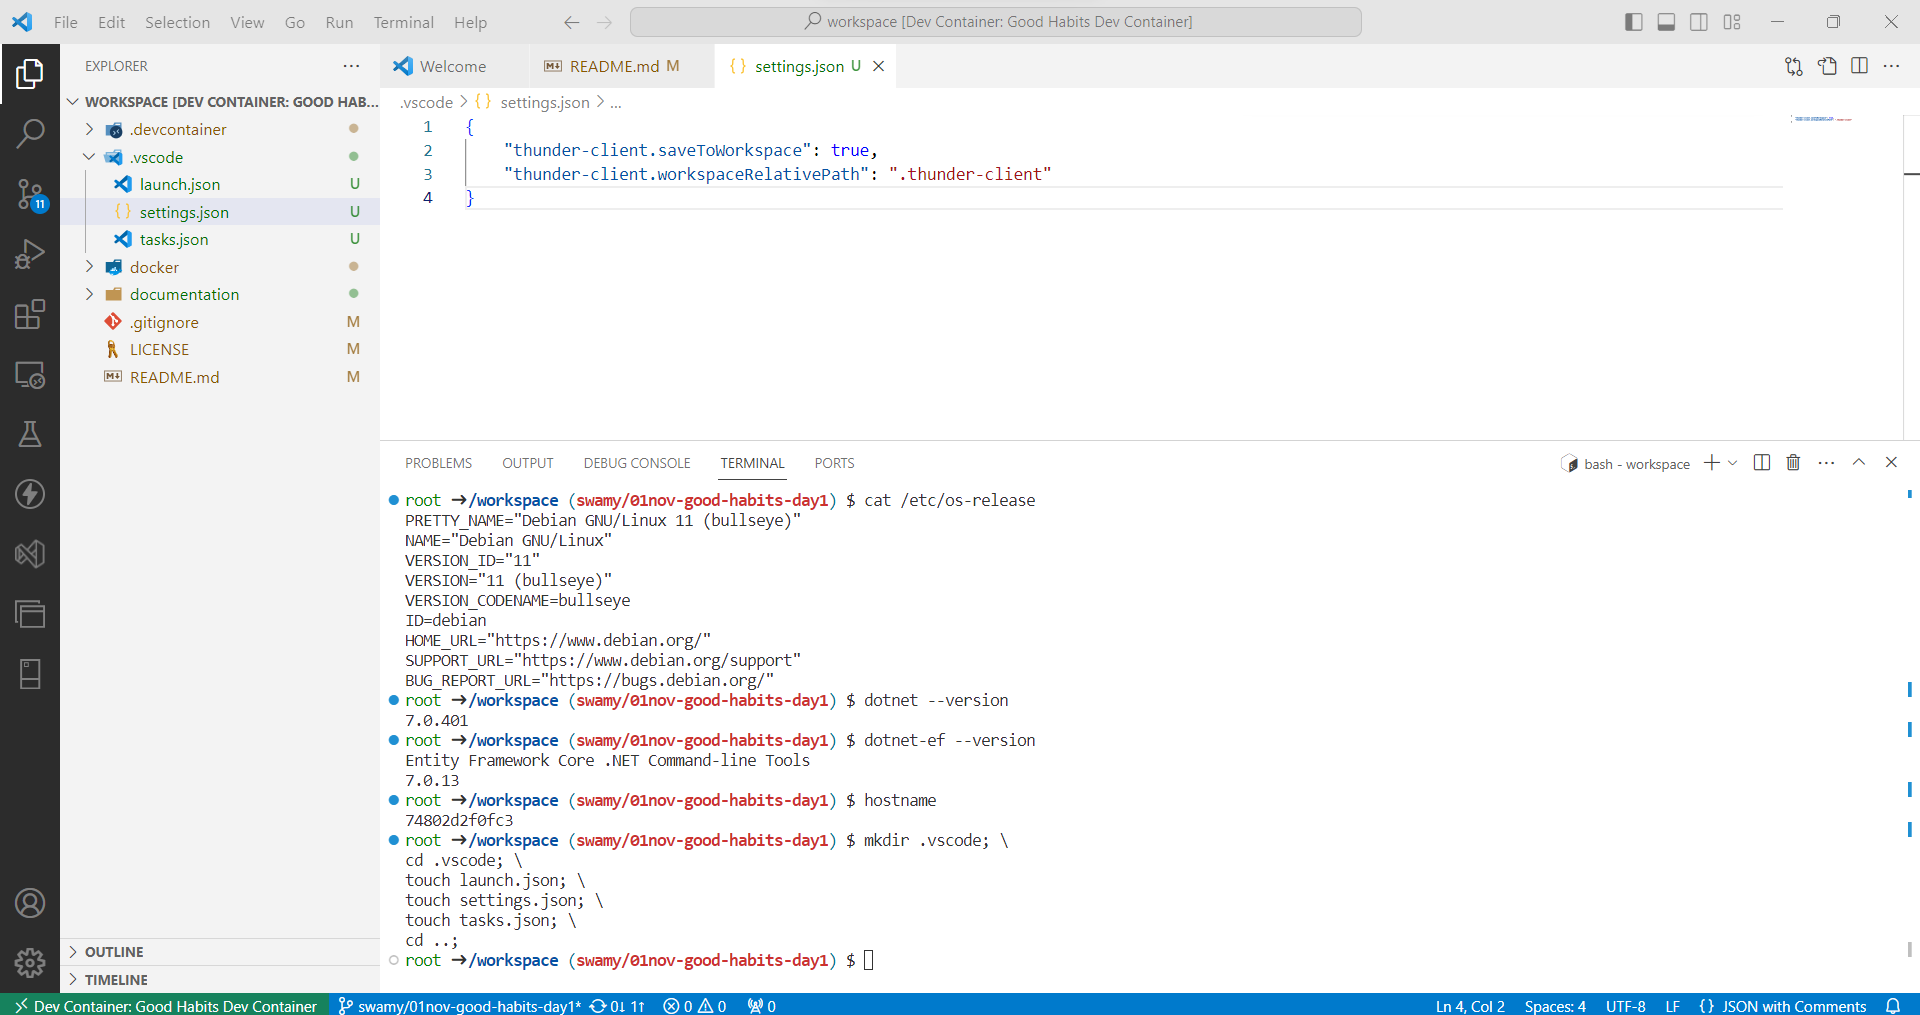 File Edit Selection View Go Run Terminal Help
workspace [Dev Container: Good Habits Dev Container]
EXPLORER
WORKSPACE [DEV CONTAINER: GOOD HAB...
.devcontainer
.vscode
launch.json U
settings.json U
tasks.json U
docker
documentation
.gitignore M
LICENSE M
README.md M
OUTLINE
TIMELINE
11
Welcome README.md M settings.json U
.vscode > settings.json > ...
1 {
2 "thunder-client.saveToWorkspace": true,
3 "thunder-client.workspaceRelativePath": ".thunder-client"
4 }
PROBLEMS OUTPUT DEBUG CONSOLE TERMINAL PORTS
bash - workspace
root ➜/workspace (swamy/01nov-good-habits-day1) $ cat /etc/os-release
PRETTY_NAME="Debian GNU/Linux 11 (bullseye)"
NAME="Debian GNU/Linux"
VERSION_ID="11"
VERSION="11 (bullseye)"
VERSION_CODENAME=bullseye
ID=debian
HOME_URL="https://www.debian.org/"
SUPPORT_URL="https://www.debian.org/support"
BUG_REPORT_URL="https://bugs.debian.org/"
root ➜/workspace (swamy/01nov-good-habits-day1) $ dotnet --version
7.0.401
root ➜/workspace (swamy/01nov-good-habits-day1) $ dotnet-ef --version
Entity Framework Core .NET Command-line Tools
7.0.13
root ➜/workspace (swamy/01nov-good-habits-day1) $ hostname
74802d2f0fc3
root ➜/workspace (swamy/01nov-good-habits-day1) $ mkdir .vscode; \
cd .vscode; \
touch launch.json; \
touch settings.json; \
touch tasks.json; \
cd ..;
root ➜/workspace (swamy/01nov-good-habits-day1) $
Dev Container: Good Habits Dev Container swamy/01nov-good-habits-day1* 0↓ 1↑ 0 0 0 Ln 4, Col 2 Spaces: 4 UTF-8 LF {} JSON with Comments